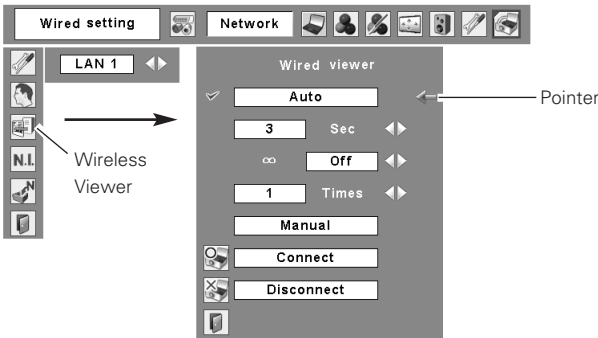 Wired setting
Network
LAN 1
Wired viewer
Auto
Pointer
3 Sec
∞ Off
Wireless
Viewer
N.I.
1 Times
N
Manual
Connect
Disconnect